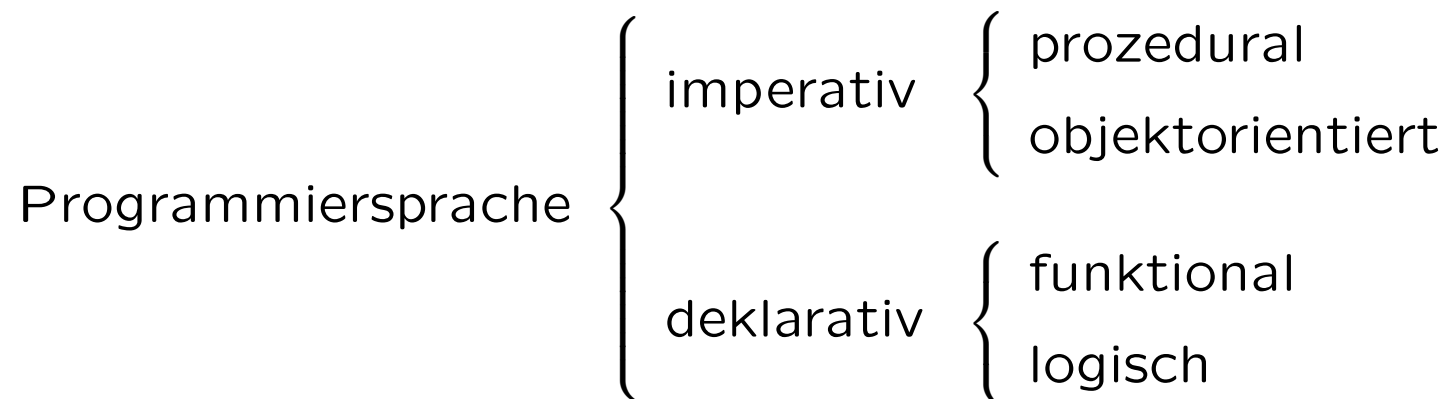 prozedural
imperativ
objektorientiert
Programmiersprache
funktional
deklarativ
logisch